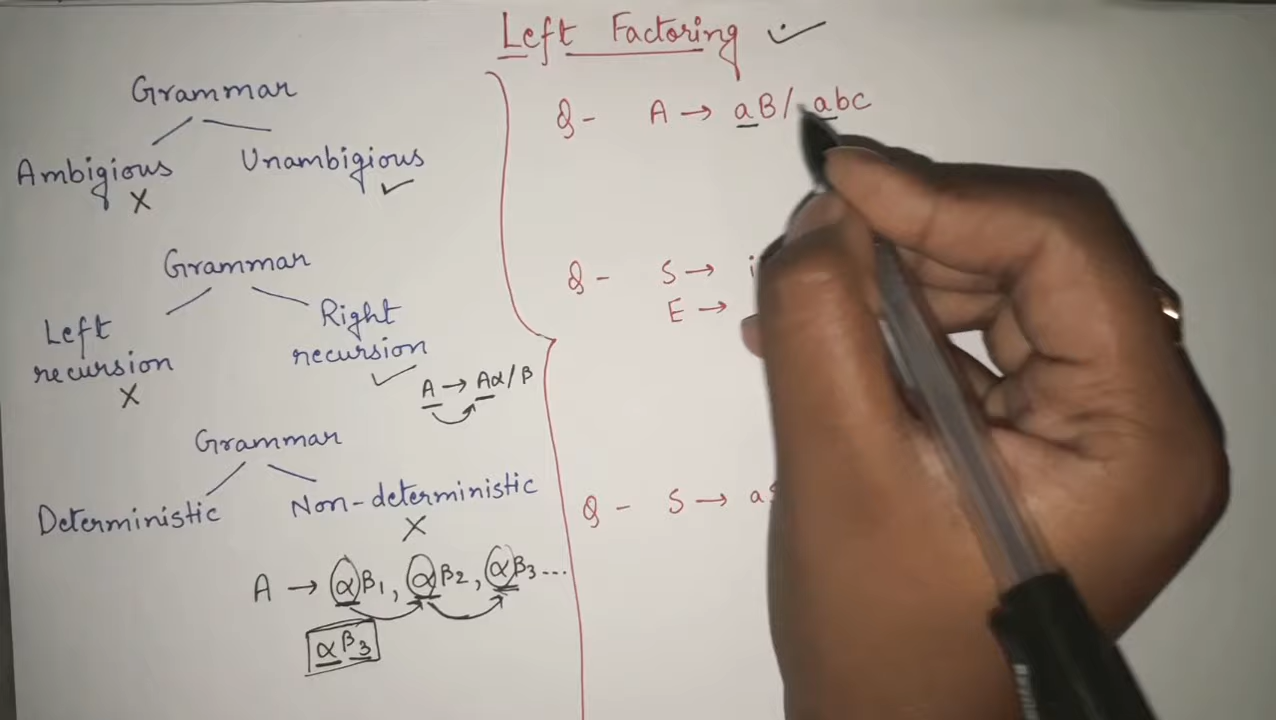 Left Factoring
Grammar
Ambigious Unambigious
Grammar
Left recursion
Right recursion
A → Aα/β
Grammar
Deterministic Non-deterministic
A → αβ1, αβ2, αβ3...
αβ3
Q- A → aB/abc
Q- S → i
E →
Q- S → aS